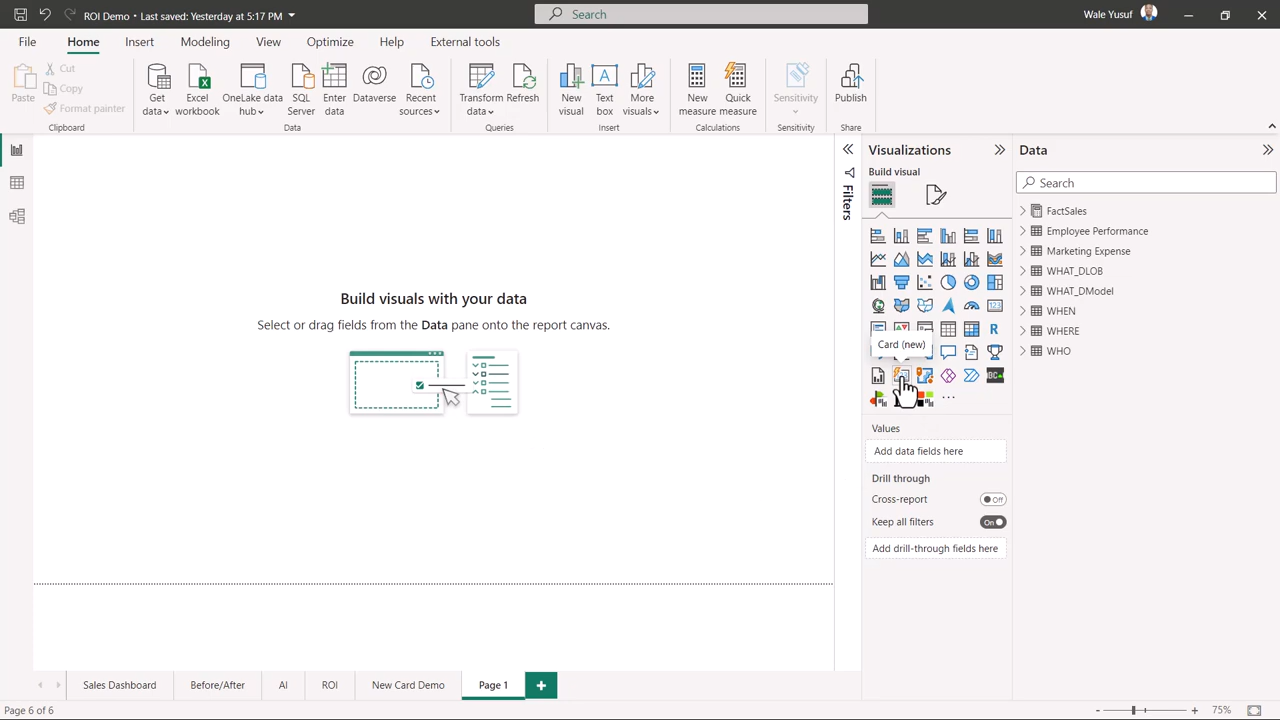 ROI Demo • Last saved: Yesterday at 5:17 PM
Search
Wale Yusuf
File
Home
Insert
Modeling
View
Optimize
Help
External tools
Paste
Cut
Copy
Format painter
Clipboard
Get data
Excel workbook
OneLake data hub
SQL Server
Enter data
Dataverse
Recent sources
Data
Transform data
Refresh
Queries
New visual
Text box
More visuals
Insert
New measure
Quick measure
Calculations
Sensitivity
Sensitivity
Publish
Share
Build visuals with your data
Select or drag fields from the Data pane onto the report canvas.
Filters
Visualizations
Build visual
Card (new)
Values
Add data fields here
Drill through
Cross-report
Off
Keep all filters
On
Add drill-through fields here
Data
Search
FactSales
Employee Performance
Marketing Expense
WHAT_DLOB
WHAT_DModel
WHEN
WHERE
WHO
Sales Dashboard
Before/After
AI
ROI
New Card Demo
Page 1
Page 6 of 6
75%